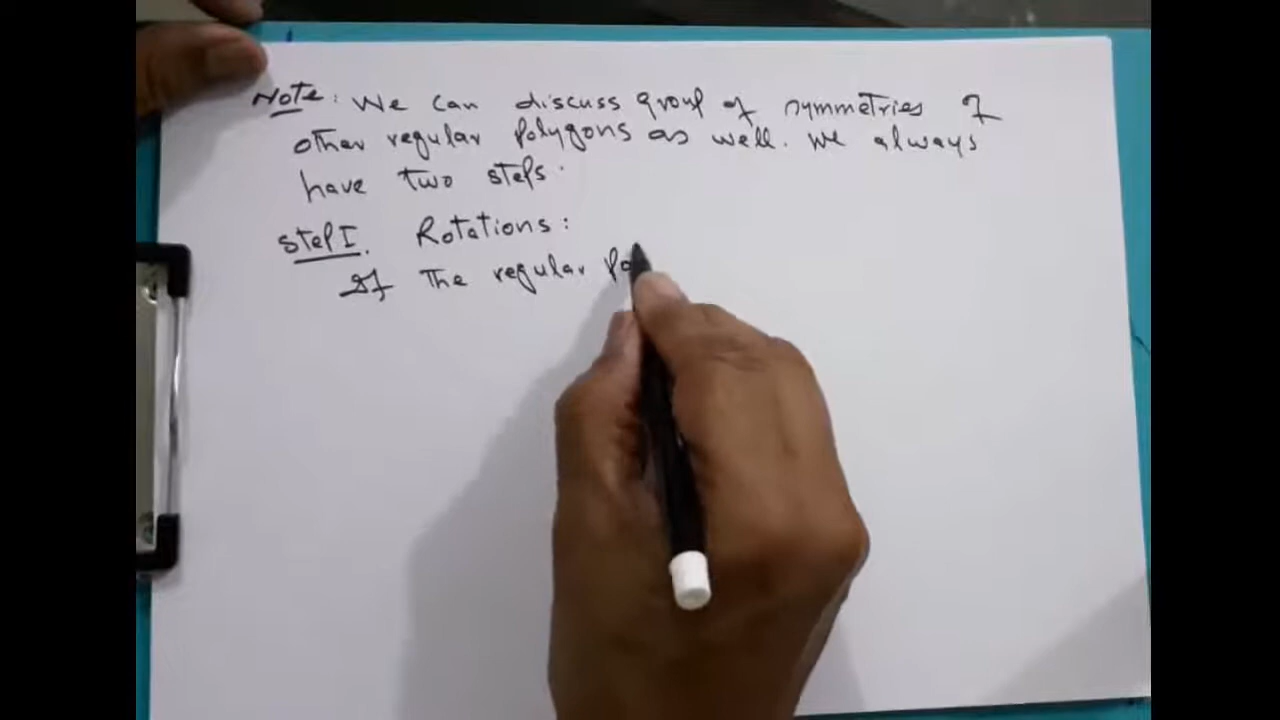 Note: We can discuss group of symmetries of
other regular polygons as well. We always
have two steps.
Step I. Rotations:
If the regular Po